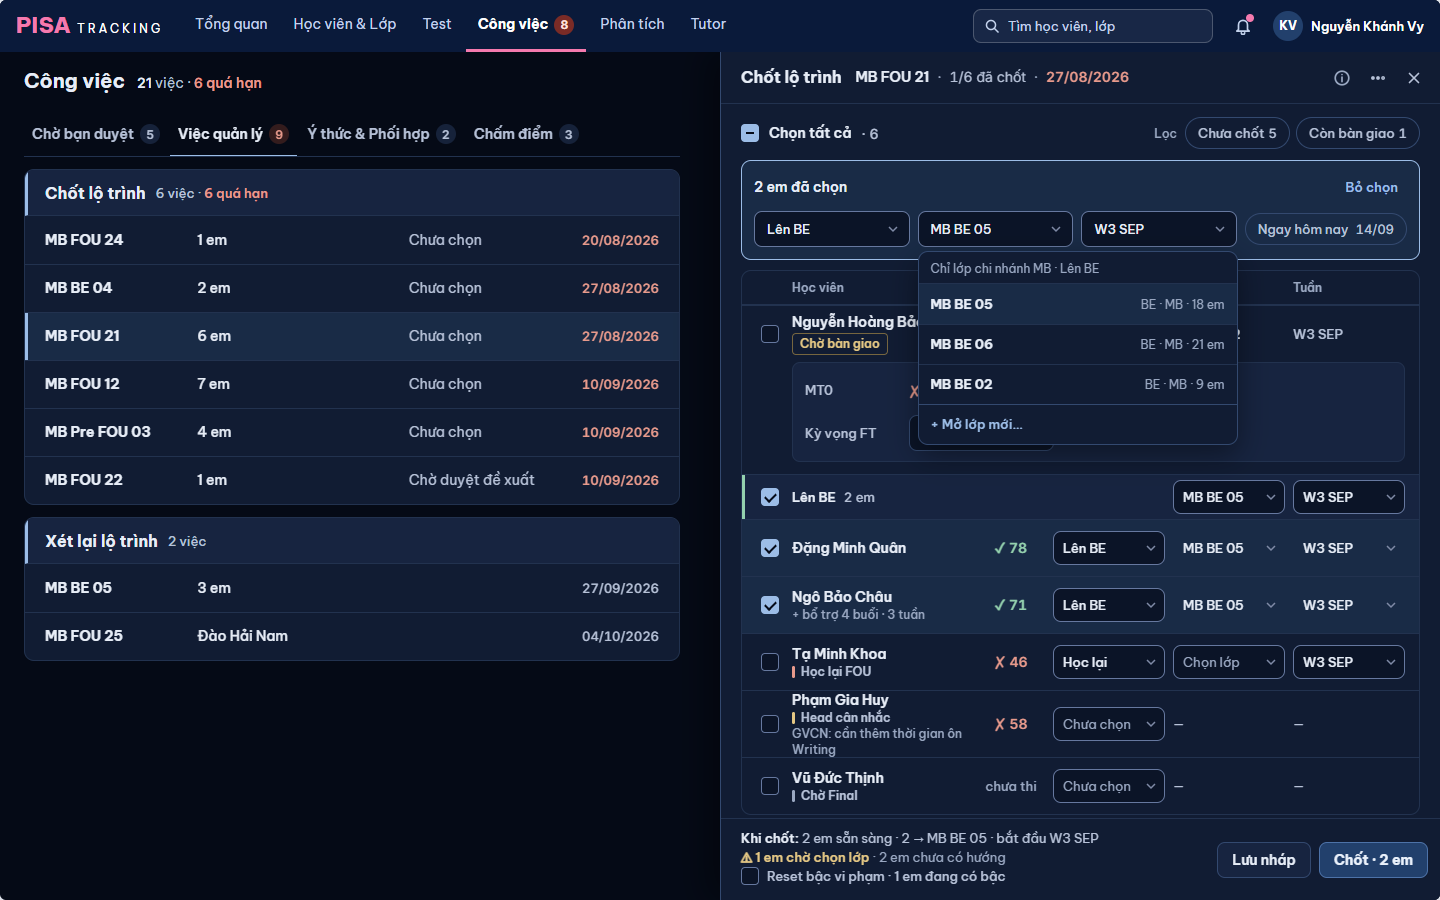 PISA TRACKING
Tổng quan
Học viên & Lớp
Test
Công việc 8
Phân tích
Tutor
Tìm học viên, lớp
KV Nguyễn Khánh Vy
Công việc 21 việc · 6 quá hạn
Chờ bạn duyệt 5
Việc quản lý 9
Ý thức & Phối hợp 2
Chấm điểm 3
Chốt lộ trình 6 việc · 6 quá hạn
MB FOU 24 1 em Chưa chọn 20/08/2026
MB BE 04 2 em Chưa chọn 27/08/2026
MB FOU 21 6 em Chưa chọn 27/08/2026
MB FOU 12 7 em Chưa chọn 10/09/2026
MB Pre FOU 03 4 em Chưa chọn 10/09/2026
MB FOU 22 1 em Chờ duyệt đề xuất 10/09/2026
Xét lại lộ trình 2 việc
MB BE 05 3 em 27/09/2026
MB FOU 25 Đào Hải Nam 04/10/2026
Chốt lộ trình MB FOU 21 · 1/6 đã chốt · 27/08/2026
Chọn tất cả · 6
Lọc Chưa chốt 5 Còn bàn giao 1
2 em đã chọn
Bỏ chọn
Lên BE MB BE 05 W3 SEP Ngay hôm nay 14/09
Chỉ lớp chi nhánh MB · Lên BE
MB BE 05 BE · MB · 18 em
MB BE 06 BE · MB · 21 em
MB BE 02 BE · MB · 9 em
+ Mở lớp mới...
Học viên Tuần
Nguyễn Hoàng Bảo W3 SEP
Chờ bàn giao
MT0 ✗
Kỳ vọng FT
Lên BE 2 em MB BE 05 W3 SEP
Đặng Minh Quân ✓ 78 Lên BE MB BE 05 W3 SEP
Ngô Bảo Châu ✓ 71 Lên BE MB BE 05 W3 SEP
+ bổ trợ 4 buổi · 3 tuần
Tạ Minh Khoa ✗ 46 Học lại Chọn lớp W3 SEP
Học lại FOU
Phạm Gia Huy ✗ 58 Chưa chọn – –
Head cân nhắc
GVCN: cần thêm thời gian ôn
Writing
Vũ Đức Thịnh chưa thi Chưa chọn – –
Chờ Final
Khi chốt: 2 em sẵn sàng · 2 → MB BE 05 · bắt đầu W3 SEP
⚠ 1 em chờ chọn lớp · 2 em chưa có hướng
Reset bậc vi phạm · 1 em đang có bậc
Lưu nháp
Chốt · 2 em